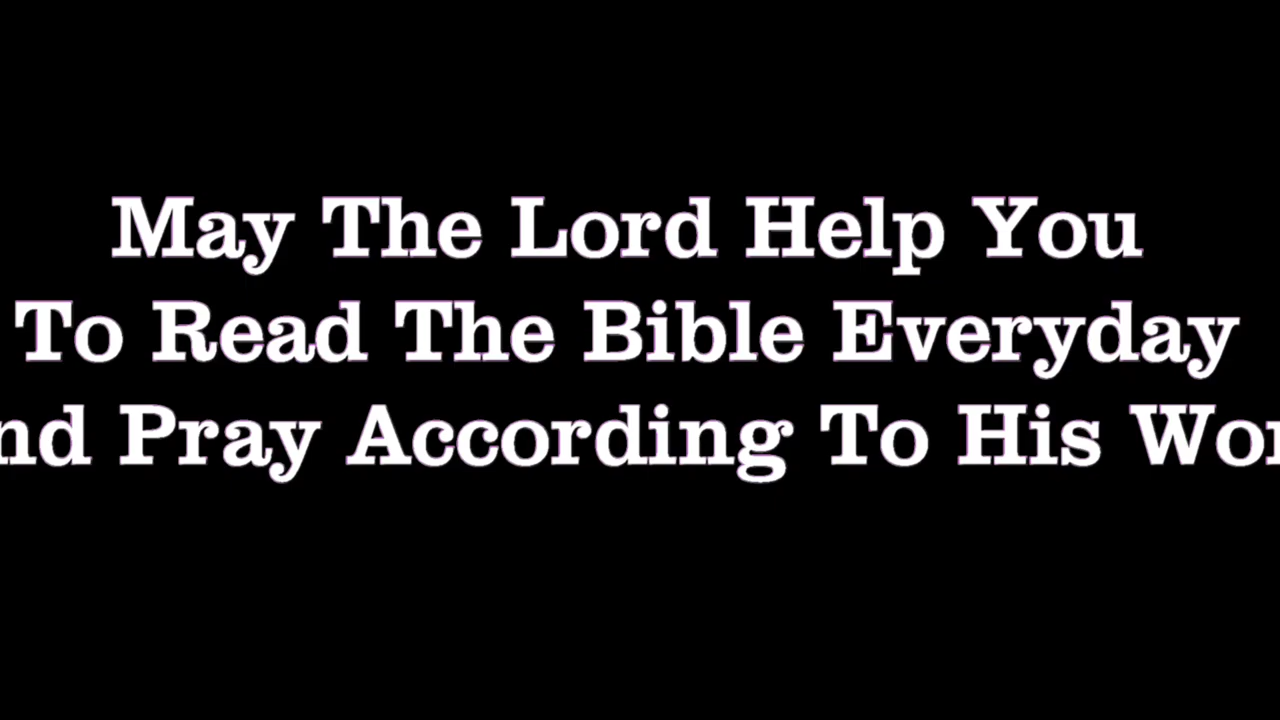 May The Lord Help You
To Read The Bible Everyday
nd Pray According To His Wor